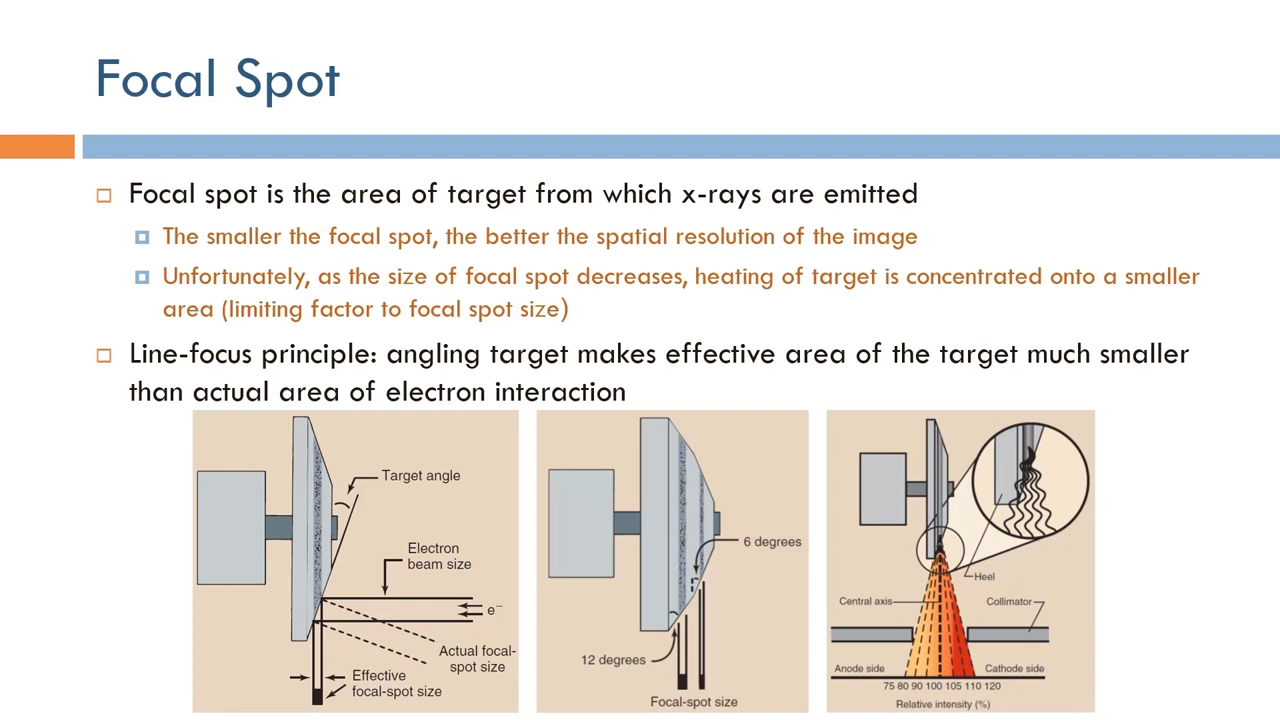 Focal Spot
Focal spot is the area of target from which x-rays are emitted
The smaller the focal spot, the better the spatial resolution of the image
Unfortunately, as the size of focal spot decreases, heating of target is concentrated onto a smaller
area (limiting factor to focal spot size)
Line-focus principle: angling target makes effective area of the target much smaller
than actual area of electron interaction
Target angle
Electron
beam size
e⁻
Actual focal-
spot size
Effective
focal-spot size
6 degrees
12 degrees
Focal-spot size
Heel
Central axis
Collimator
Anode side
Cathode side
75 80 90 100 105 110 120
Relative intensity (%)